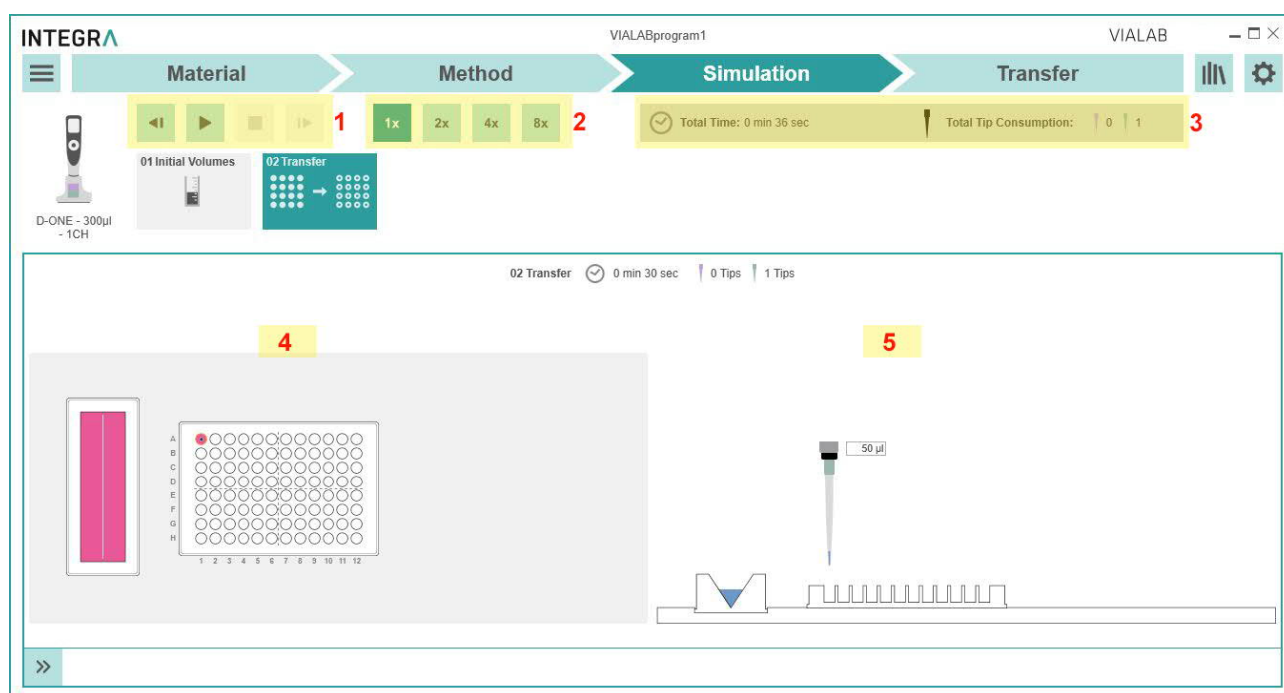 INTEGRA
VIALABprogram1
VIALAB
Material
Method
Simulation
Transfer
1
1x
2x
4x
8x
2
Total Time: 0 min 36 sec
Total Tip Consumption: 0 1
3
01 Initial Volumes
02 Transfer
D-ONE - 300µl
- 1CH
02 Transfer 0 min 30 sec 0 Tips 1 Tips
4
5
A
B
C
D
E
F
G
H
1 2 3 4 5 6 7 8 9 10 11 12
50 µl